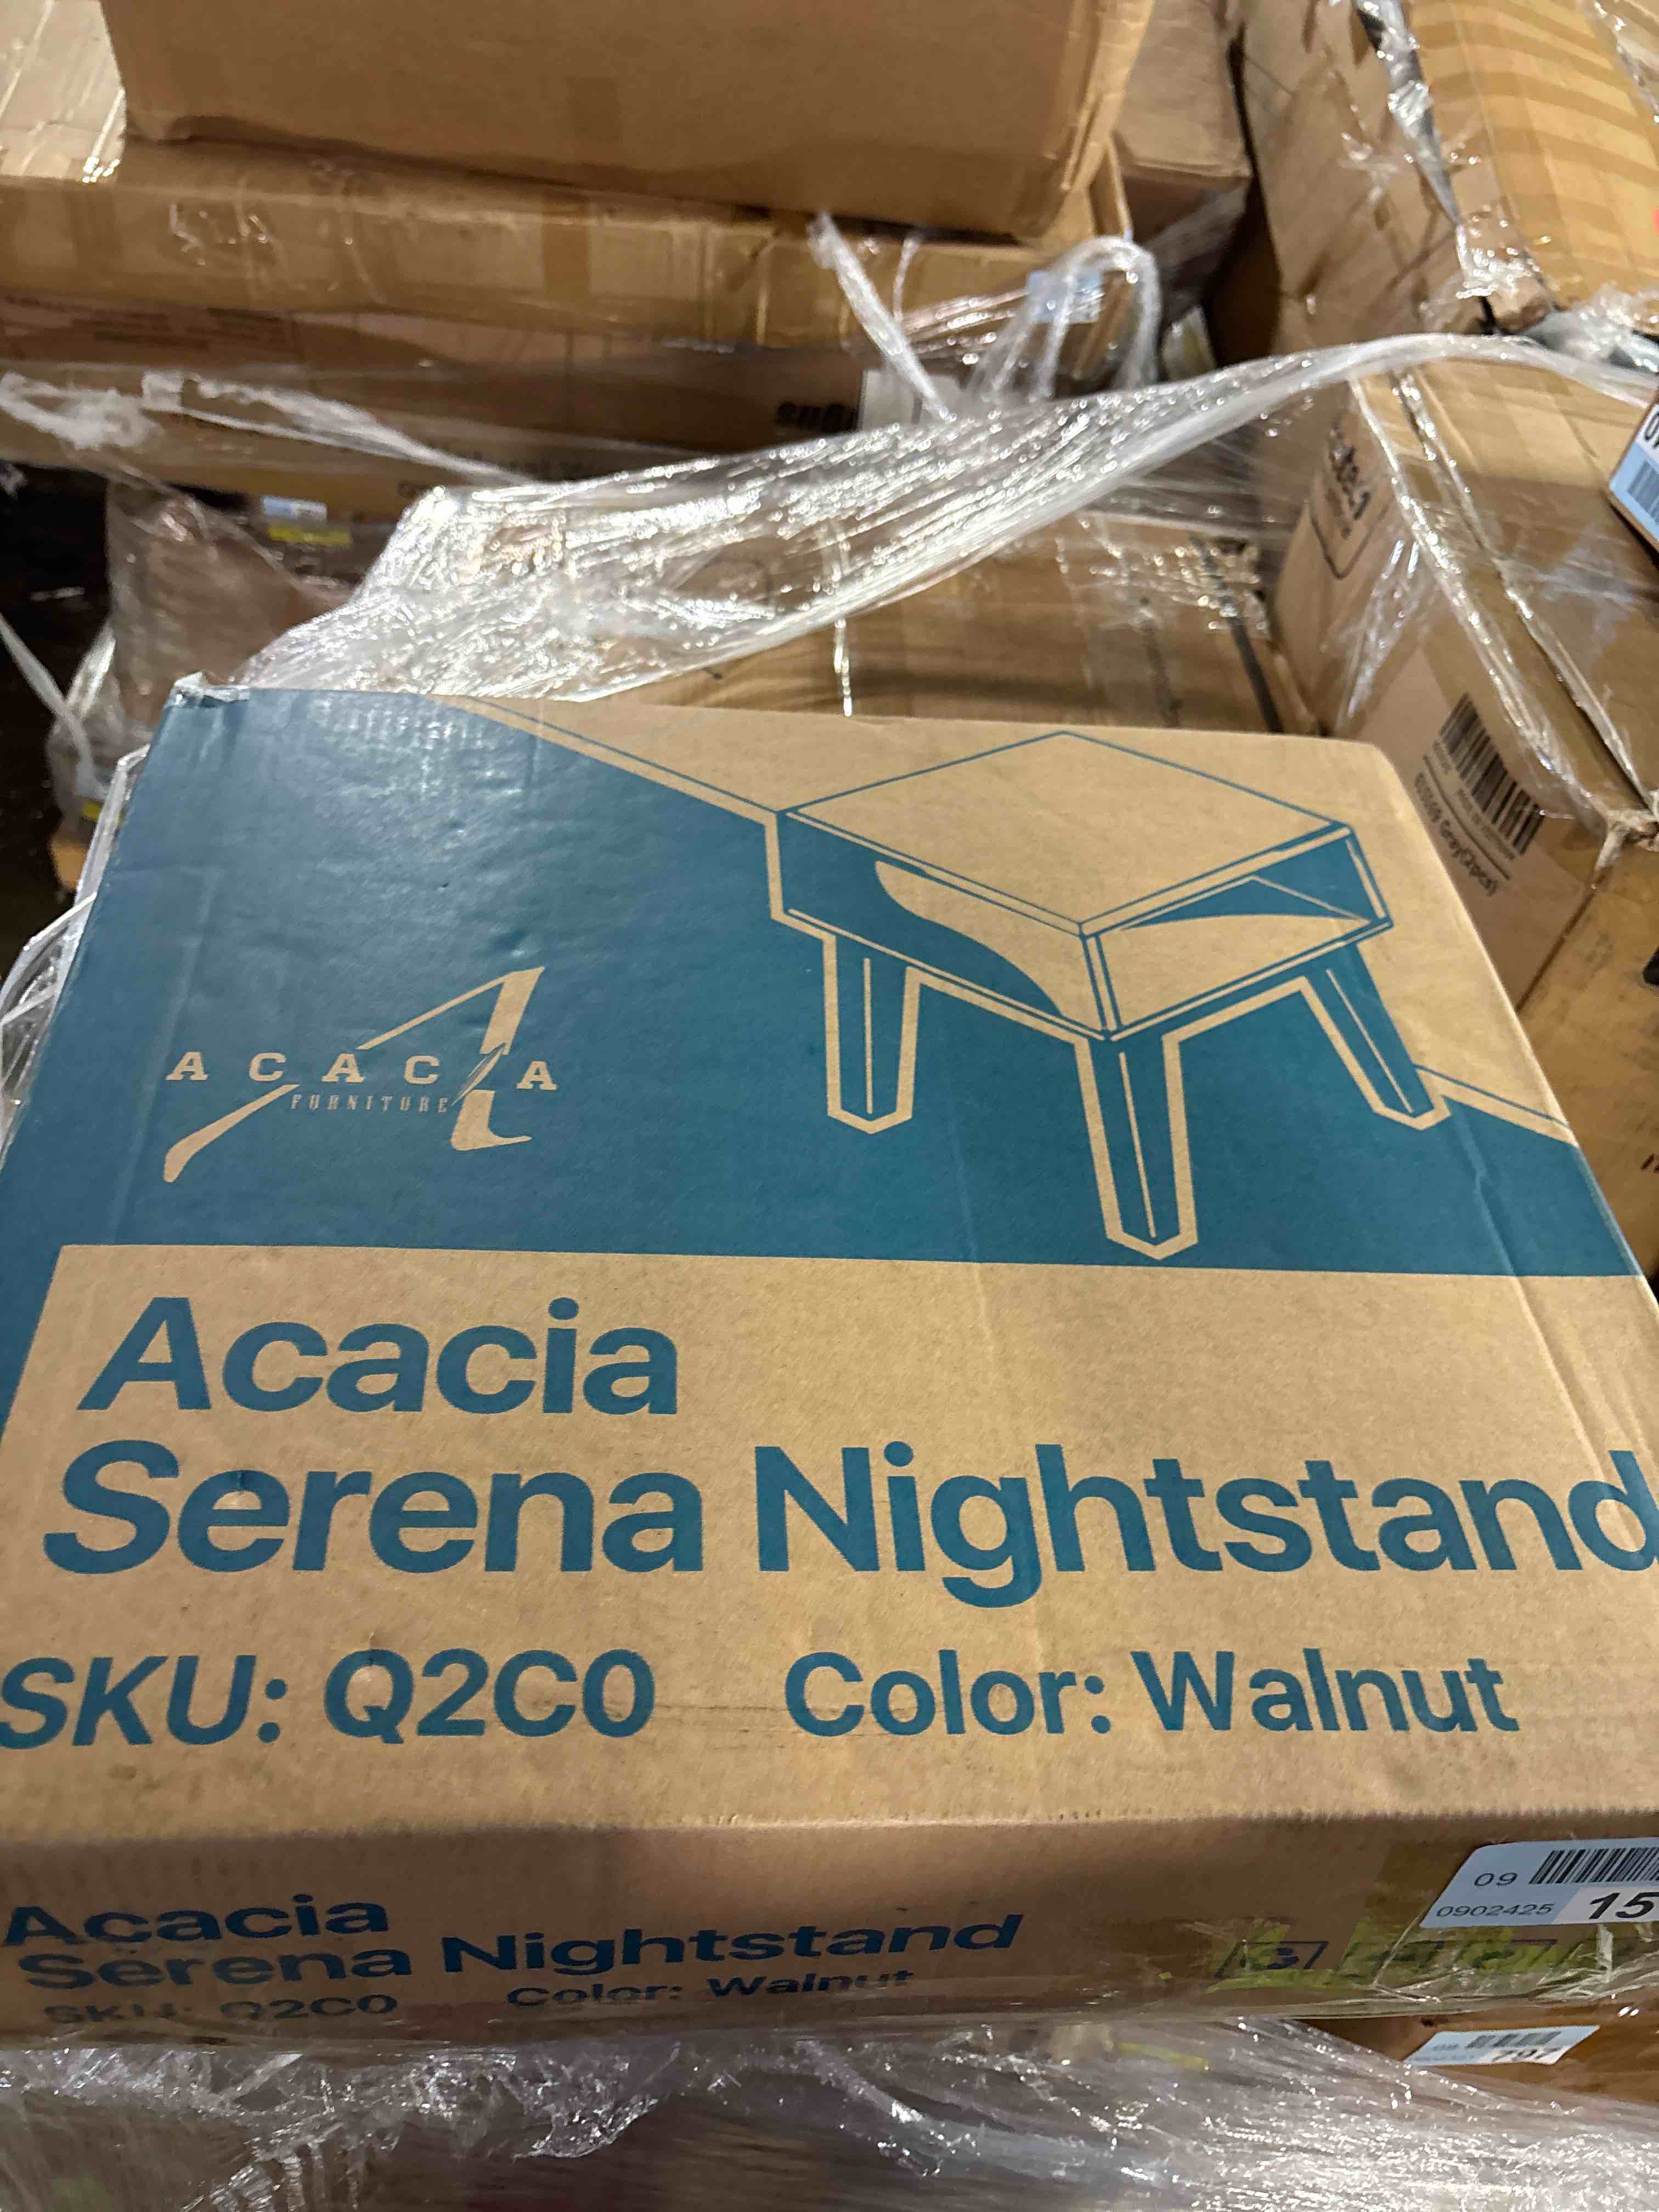 ACACIA
FURNITURE
Acacia
Serena Nightstand
SKU: Q2C0 Color: Walnut
Acacia
Serena Nightstand
SKU: Q2C0 Color: Walnut
09
0902425 15
797